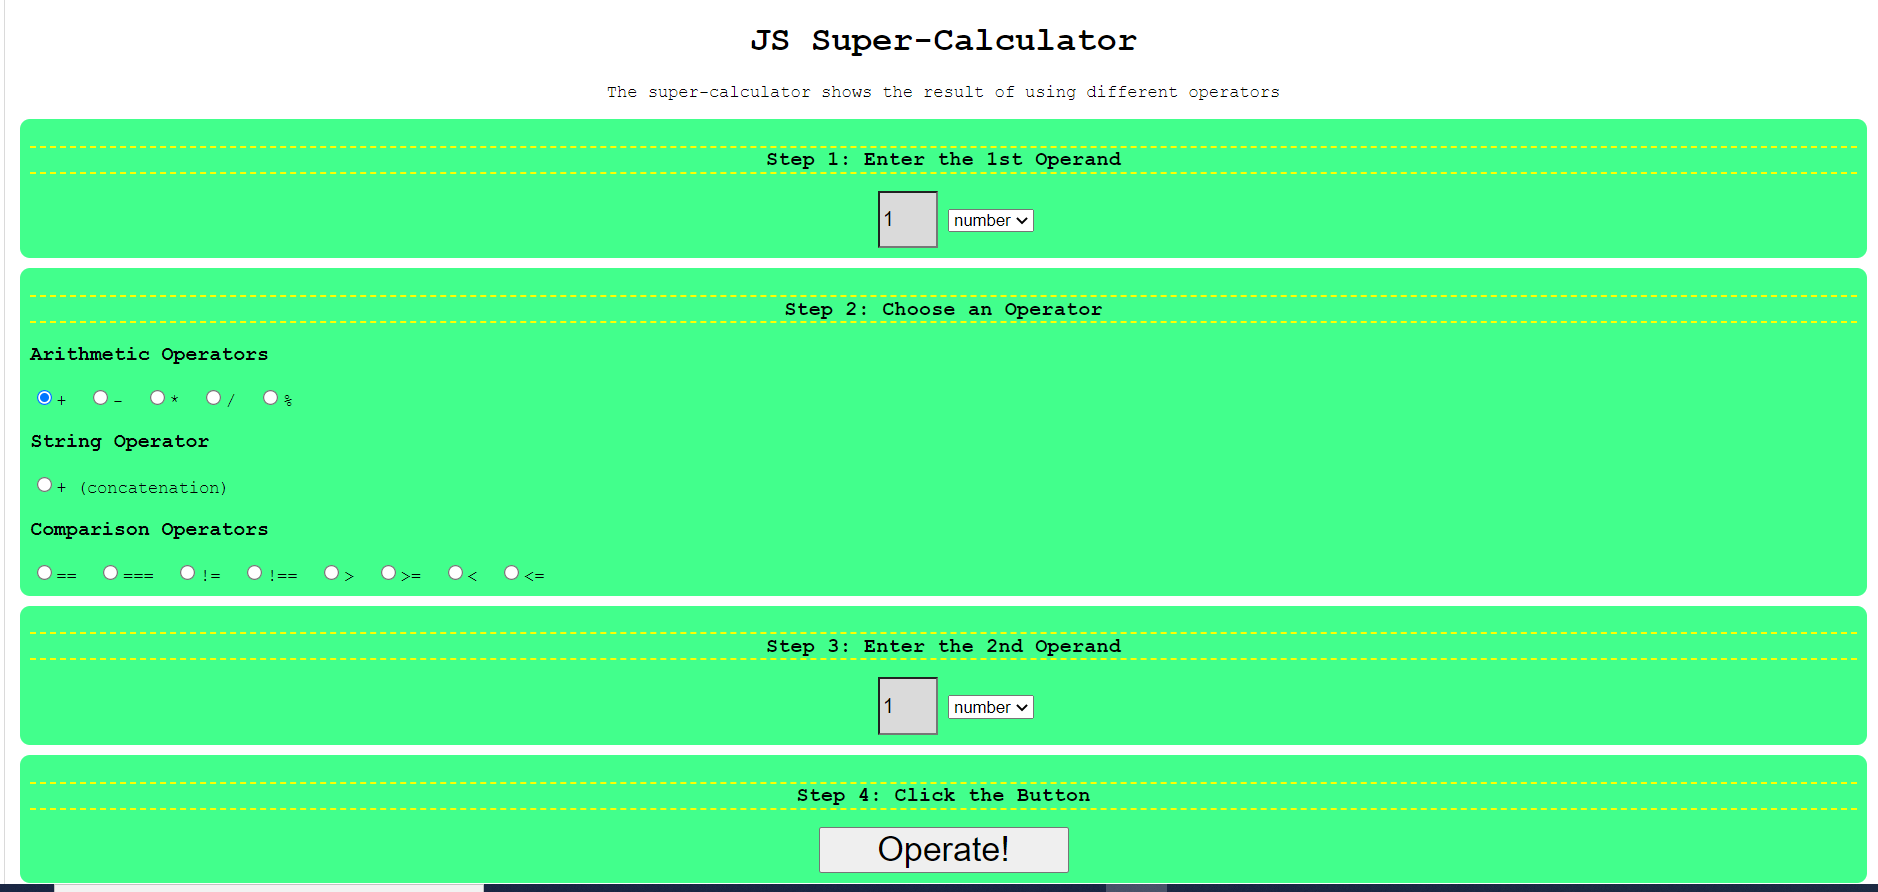 JS Super-Calculator
The super-calculator shows the result of using different operators
Step 1: Enter the 1st Operand
1 number
Step 2: Choose an Operator
Arithmetic Operators
+ - * / %
String Operator
+ (concatenation)
Comparison Operators
== === != !== > >= < <=
Step 3: Enter the 2nd Operand
1 number
Step 4: Click the Button
Operate!